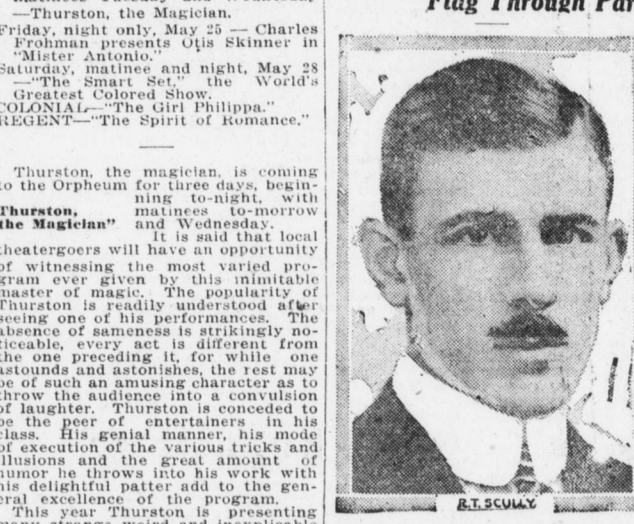 —Thurston, the Magician.
Friday, night only, May 25 — Charles
Frohman presents Otis Skinner in
"Mister Antonio."
Saturday, matinee and night, May 28
—"The Smart Set," the World's
Greatest Colored Show.
COLONIAL—"The Girl Philippa."
REGENT—"The Spirit of Romance."
Thurston, the magician, is coming
to the Orpheum for three days, begin-
ning to-night, with
Thurston, matinees to-morrow
the Magician" and Wednesday.
It is said that local
theatergoers will have an opportunity
of witnessing the most varied pro-
gram ever given by this inimitable
master of magic. The popularity of
Thurston is readily understood after
seeing one of his performances. The
absence of sameness is strikingly no-
ticeable, every act is different from
the one preceding it, for while one
astounds and astonishes, the rest may
be of such an amusing character as to
throw the audience into a convulsion
of laughter. Thurston is conceded to
be the peer of entertainers in his
class. His genial manner, his mode
of execution of the various tricks and
illusions and the great amount of
humor he throws into his work with
his delightful patter add to the gen-
eral excellence of the program.
This year Thurston is presenting
many strange weird and inexplicable
Flag Through Par
R.T. SCULLY